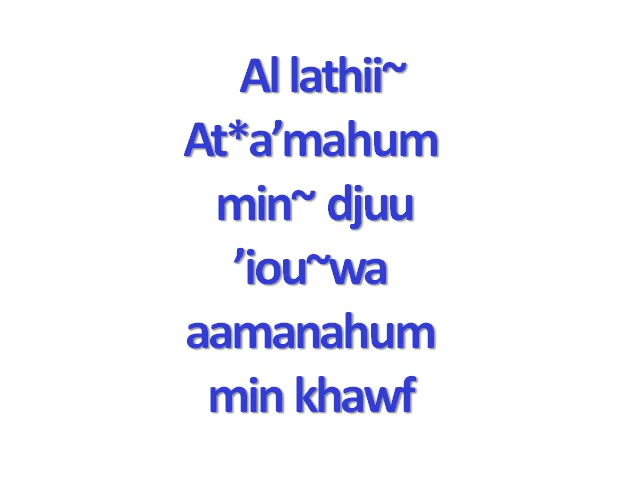 Al lathii~
At*a’mahum
min~ djuu
’iou~wa
aamanahum
min khawf